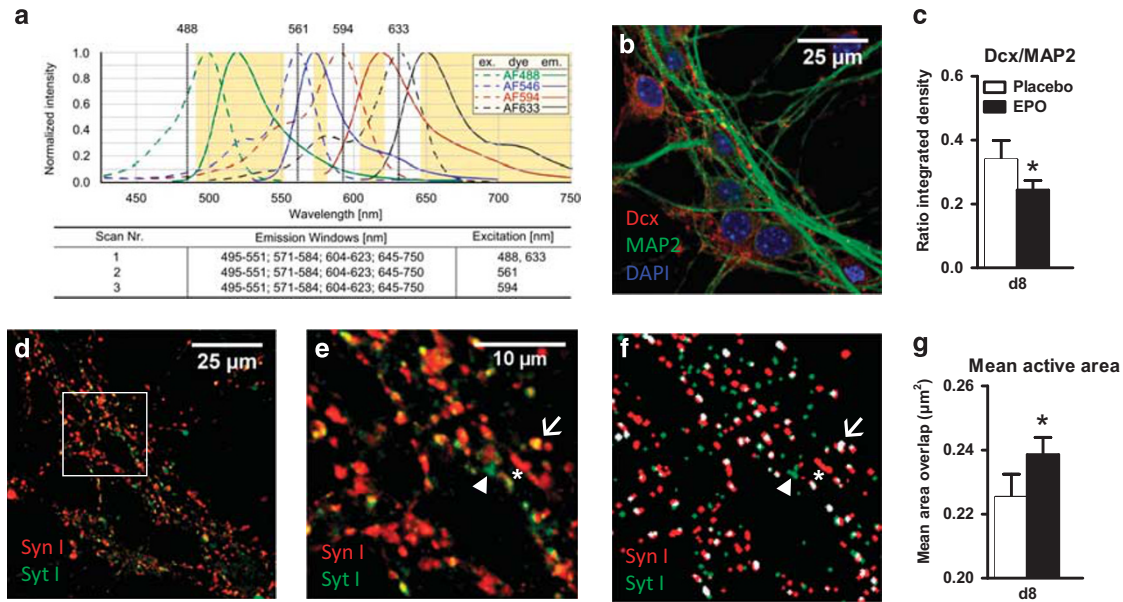 a
488 561 594 633
Normalized intensity
1.0
0.8
0.6
0.4
0.2
0.0
ex. dye em.
AF488
AF546
AF594
AF633
450 500 550 600 650 700 750
Wavelength [nm]
Scan Nr. Emission Windows [nm] Excitation [nm]
1 495-551; 571-584; 604-623; 645-750 488, 633
2 495-551; 571-584; 604-623; 645-750 561
3 495-551; 571-584; 604-623; 645-750 594
b
25 µm
Dcx
MAP2
DAPI
c
Dcx/MAP2
Ratio integrated density
0.6
0.4
0.2
0.0
Placebo
EPO
*
d8
d
25 µm
Syn I
Syt I
e
10 µm
*
Syn I
Syt I
f
*
Syn I
Syt I
g
Mean active area
Mean area overlap (µm²)
0.26
0.24
0.22
0.20
*
d8